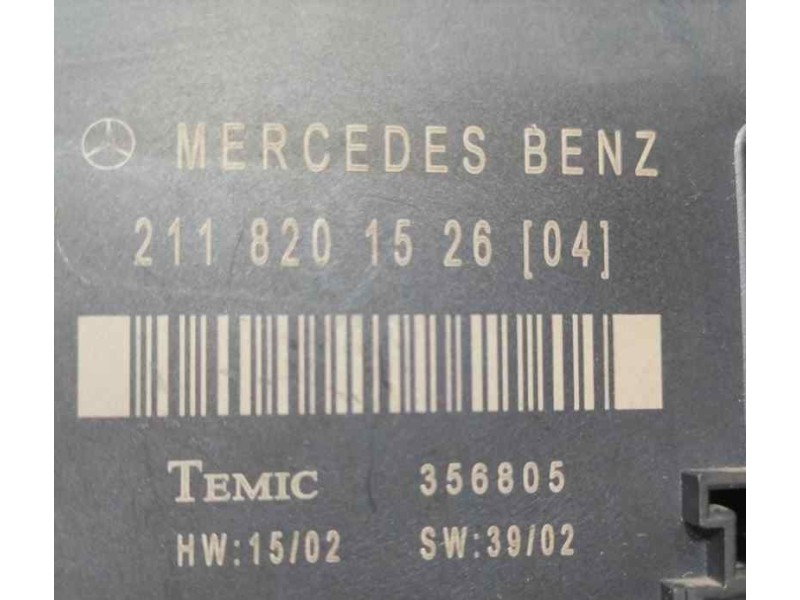 MERCEDES BENZ
211 820 15 26 [04]
TEMIC 356805
HW:15/02 SW:39/02